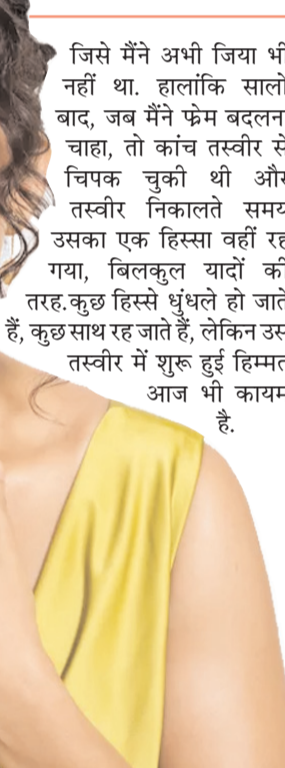 जिसे मैंने अभी जिया भी
नहीं था. हालांकि सालों
बाद, जब मैंने फ्रेम बदलना
चाहा, तो कांच तस्वीर से
चिपक चुकी थी और
तस्वीर निकालते समय
उसका एक हिस्सा वहीं रह
गया, बिलकुल यादों की
तरह.कुछ हिस्से धुंधले हो जाते
हैं, कुछ साथ रह जाते हैं, लेकिन उस
तस्वीर में शुरू हुई हिम्मत
आज भी कायम
है.